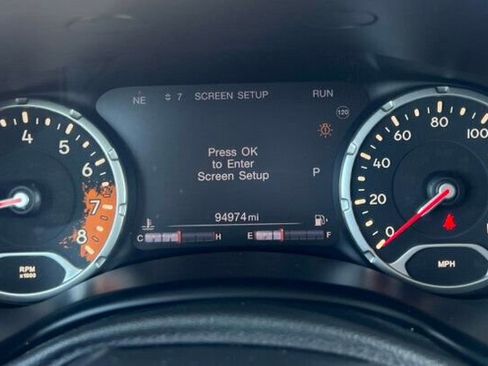 NE 7 SCREEN SETUP RUN
120
Press OK
to Enter
Screen Setup
P
94974 mi
C H E F
4 5 6 7 8
RPM
x1000
0 20 40 60 80 100
MPH